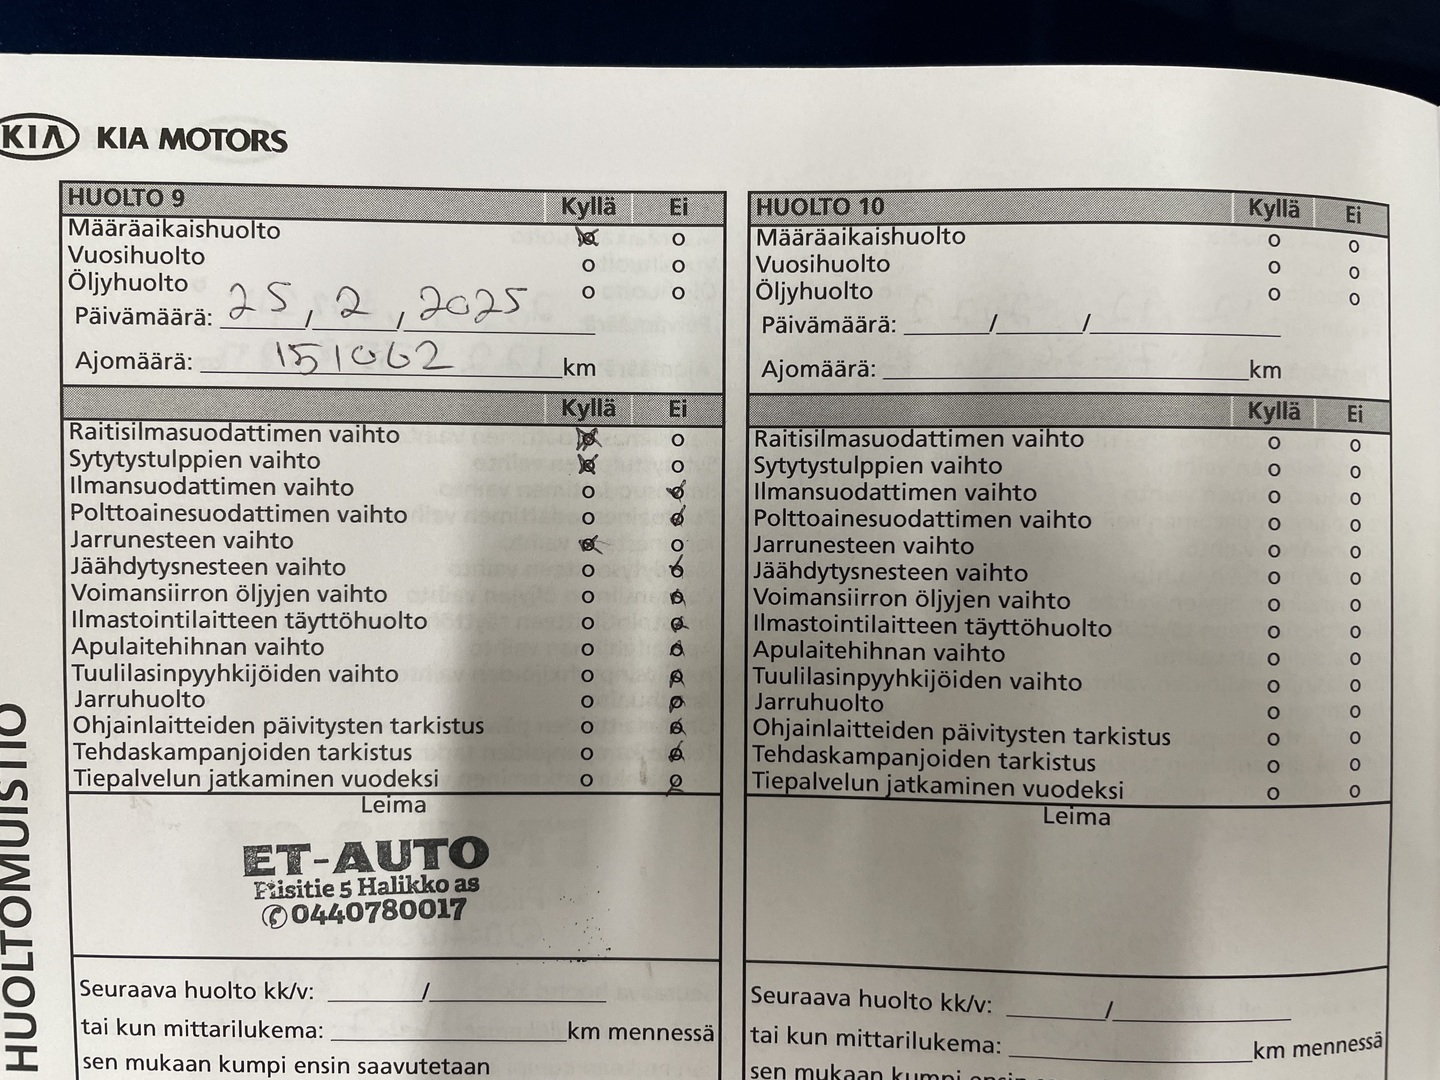 KIA KIA MOTORS
HUOLTO 9 Kyllä Ei
Määräaikaishuolto o
Vuosihuolto o o
Öljyhuolto o o
Päivämäärä: 25 / 2 / 2025
Ajomäärä: 151062 km
Kyllä Ei
Raitisilmasuodattimen vaihto o
Sytytystulppien vaihto o
Ilmansuodattimen vaihto o
Polttoainesuodattimen vaihto o
Jarrunesteen vaihto o
Jäähdytysnesteen vaihto o
Voimansiirron öljyjen vaihto o
Ilmastointilaitteen täyttöhuolto o
Apulaitehihnan vaihto o
Tuulilasinpyyhkijöiden vaihto o
Jarruhuolto o
Ohjainlaitteiden päivitysten tarkistus o
Tehdaskampanjoiden tarkistus o
Tiepalvelun jatkaminen vuodeksi o
Leima
ET-AUTO
Piisitie 5 Halikko as
✆0440780017
Seuraava huolto kk/v: /
tai kun mittarilukema: km mennessä
sen mukaan kumpi ensin saavutetaan
HUOLTO 10 Kyllä Ei
Määräaikaishuolto o o
Vuosihuolto o o
Öljyhuolto o o
Päivämäärä: / /
Ajomäärä: km
Kyllä Ei
Raitisilmasuodattimen vaihto o o
Sytytystulppien vaihto o o
Ilmansuodattimen vaihto o o
Polttoainesuodattimen vaihto o o
Jarrunesteen vaihto o o
Jäähdytysnesteen vaihto o o
Voimansiirron öljyjen vaihto o o
Ilmastointilaitteen täyttöhuolto o o
Apulaitehihnan vaihto o o
Tuulilasinpyyhkijöiden vaihto o o
Jarruhuolto o o
Ohjainlaitteiden päivitysten tarkistus o o
Tehdaskampanjoiden tarkistus o o
Tiepalvelun jatkaminen vuodeksi o o
Leima
Seuraava huolto kk/v: /
tai kun mittarilukema: km mennessä
sen mukaan kumpi ensin saavutetaan
HUOLTOMUISTIO